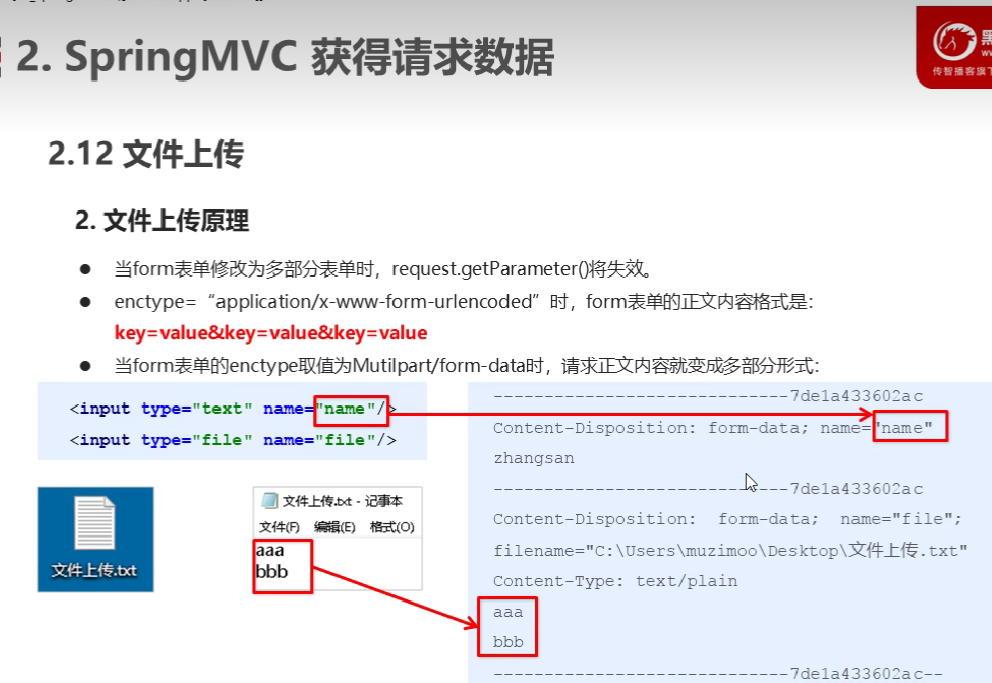 2. SpringMVC 获得请求数据
黑
传智播客旗下
2.12 文件上传
2. 文件上传原理
● 当form表单修改为多部分表单时，request.getParameter()将失效。
● enctype=“application/x-www-form-urlencoded”时，form表单的正文内容格式是：
key=value&key=value&key=value
● 当form表单的enctype取值为Mutilpart/form-data时，请求正文内容就变成多部分形式：
<input type="text" name="name"/>
<input type="file" name="file"/>
文件上传.txt
文件上传.txt - 记事本
文件(F) 编辑(E) 格式(O)
aaa
bbb
-----------------------------7de1a433602ac
Content-Disposition: form-data; name="name"
zhangsan
-----------------------------7de1a433602ac
Content-Disposition: form-data; name="file";
filename="C:\Users\muzimoo\Desktop\文件上传.txt"
Content-Type: text/plain
aaa
bbb
-----------------------------7de1a433602ac--